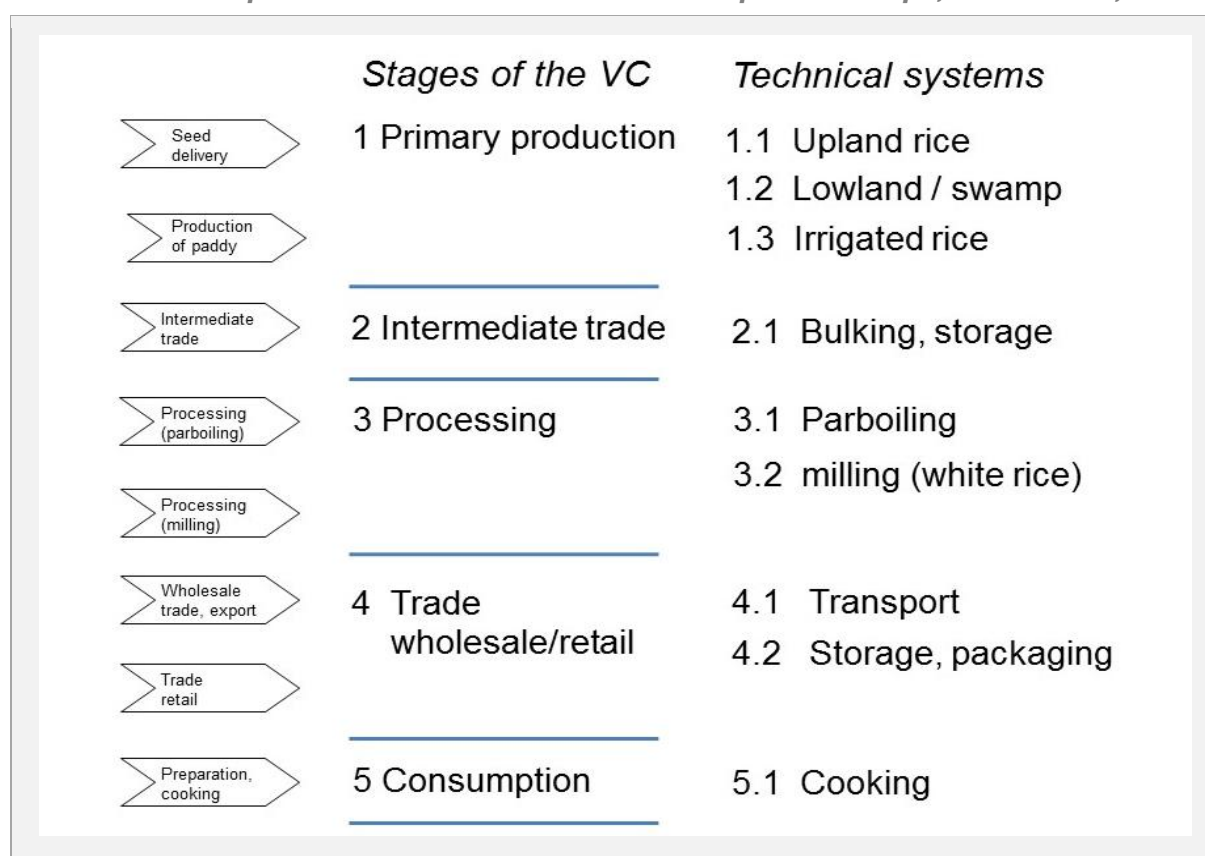 Stages of the VC
Technical systems
Seed
delivery
1 Primary production
1.1 Upland rice
1.2 Lowland / swamp
Production
of paddy
1.3 Irrigated rice
Intermediate
trade
2 Intermediate trade
2.1 Bulking, storage
Processing
(parboiling)
3 Processing
3.1 Parboiling
3.2 milling (white rice)
Processing
(milling)
Wholesale
trade, export
4 Trade
wholesale/retail
4.1 Transport
4.2 Storage, packaging
Trade
retail
Preparation,
cooking
5 Consumption
5.1 Cooking